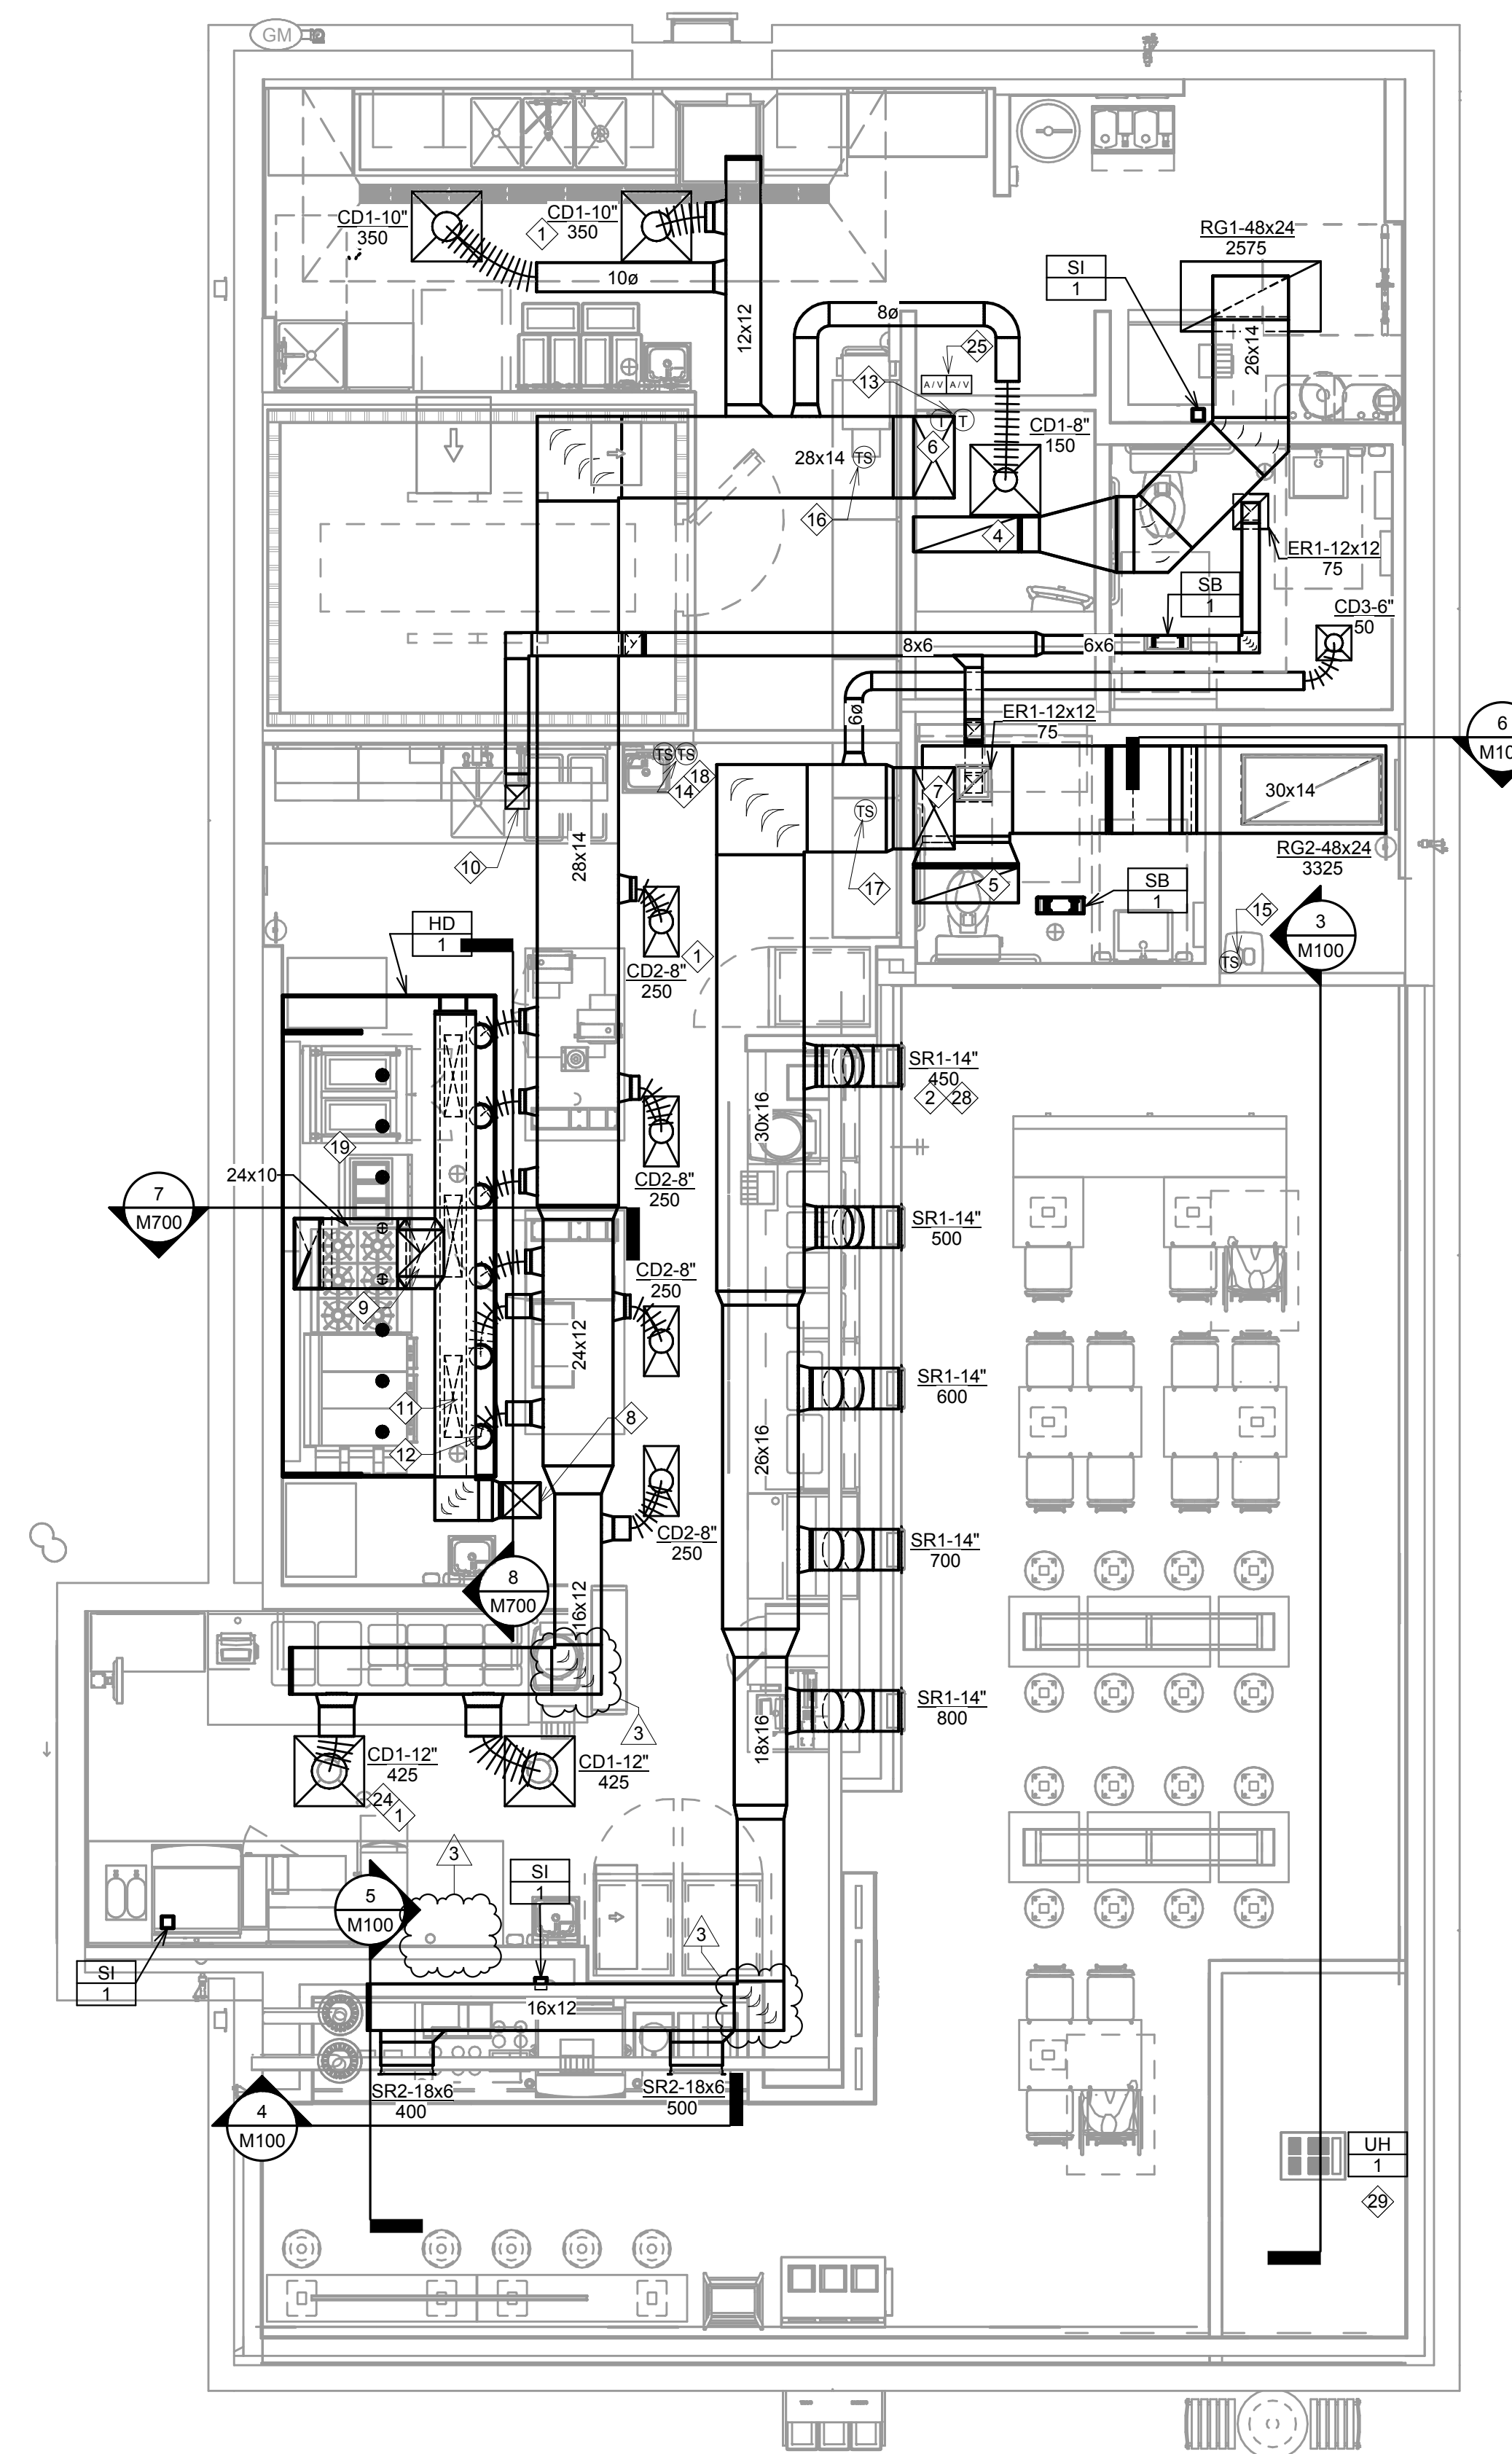 GM
CD1-10"
350
1
CD1-10"
350
10ø
12x12
8ø
RG1-48x24
2575
SI
1
26x14
25
A / V A / V
13
T
T
6
CD1-8"
150
28x14
TS
16
4
ER1-12x12
75
SB
1
CD3-6"
50
8x6
6x6
6ø
ER1-12x12
75
6
TS
TS
18
14
28x14
7
30x14
TS
10
RG2-48x24
3325
17
5
SB
1
15
3
M100
TS
HD
1
1
CD2-8"
250
SR1-14"
450
2
28
30x16
19
24x10
CD2-8"
250
7
M700
SR1-14"
500
CD2-8"
250
9
24x12
SR1-14"
600
11
8
12
26x16
CD2-8"
250
SR1-14"
700
8
M700
16x12
SR1-14"
800
3
18x16
CD1-12"
425
CD1-12"
425
24
1
3
SI
1
5
M100
3
SI
1
16x12
SR2-18x6
400
SR2-18x6
500
4
M100
UH
1
29